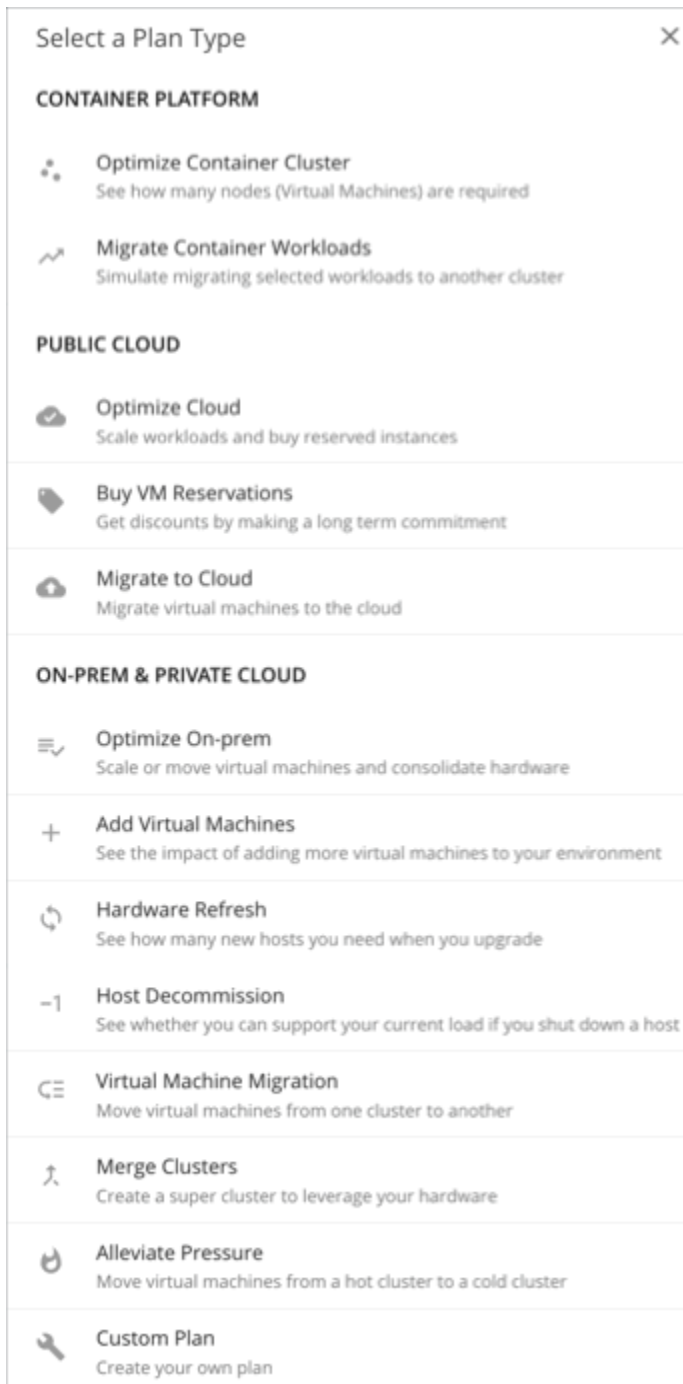 Select a Plan Type
CONTAINER PLATFORM
Optimize Container Cluster
See how many nodes (Virtual Machines) are required
Migrate Container Workloads
Simulate migrating selected workloads to another cluster
PUBLIC CLOUD
Optimize Cloud
Scale workloads and buy reserved instances
Buy VM Reservations
Get discounts by making a long term commitment
Migrate to Cloud
Migrate virtual machines to the cloud
ON-PREM & PRIVATE CLOUD
Optimize On-prem
Scale or move virtual machines and consolidate hardware
Add Virtual Machines
See the impact of adding more virtual machines to your environment
Hardware Refresh
See how many new hosts you need when you upgrade
−1 Host Decommission
See whether you can support your current load if you shut down a host
Virtual Machine Migration
Move virtual machines from one cluster to another
Merge Clusters
Create a super cluster to leverage your hardware
Alleviate Pressure
Move virtual machines from a hot cluster to a cold cluster
Custom Plan
Create your own plan